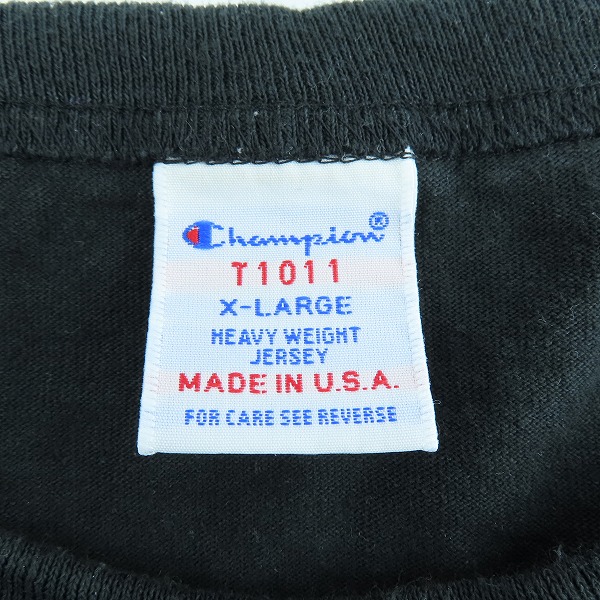 Champion®
T1011
X-LARGE
HEAVY WEIGHT
JERSEY
MADE IN U.S.A.
FOR CARE SEE REVERSE